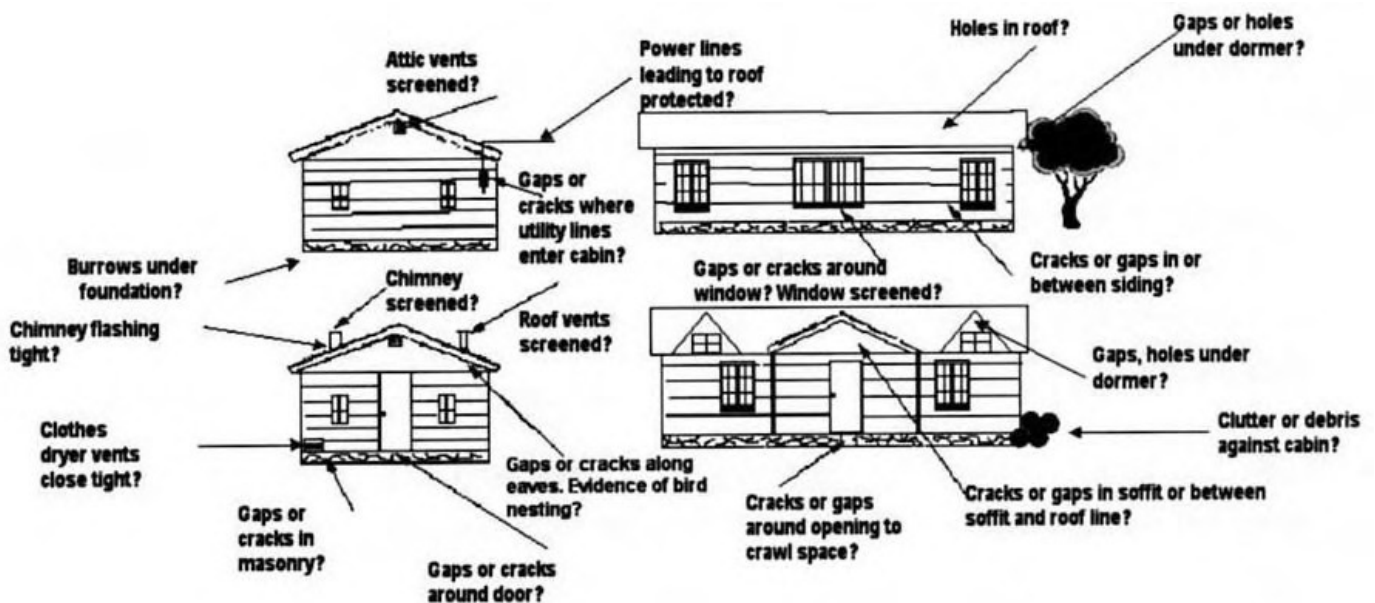 Attic vents
screened?
Power lines
leading to roof
protected?
Holes in roof?
Gaps or holes
under dormer?
Gaps or
cracks where
utility lines
enter cabin?
Burrows under
foundation?
Gaps or cracks around
window? Window screened?
Cracks or gaps in or
between siding?
Chimney
screened?
Chimney flashing
tight?
Roof vents
screened?
Gaps, holes under
dormer?
Clothes
dryer vents
close tight?
Clutter or debris
against cabin?
Gaps or cracks along
eaves. Evidence of bird
nesting?
Cracks or gaps
around opening to
crawl space?
Cracks or gaps in soffit or between
soffit and roof line?
Gaps or
cracks in
masonry?
Gaps or cracks
around door?